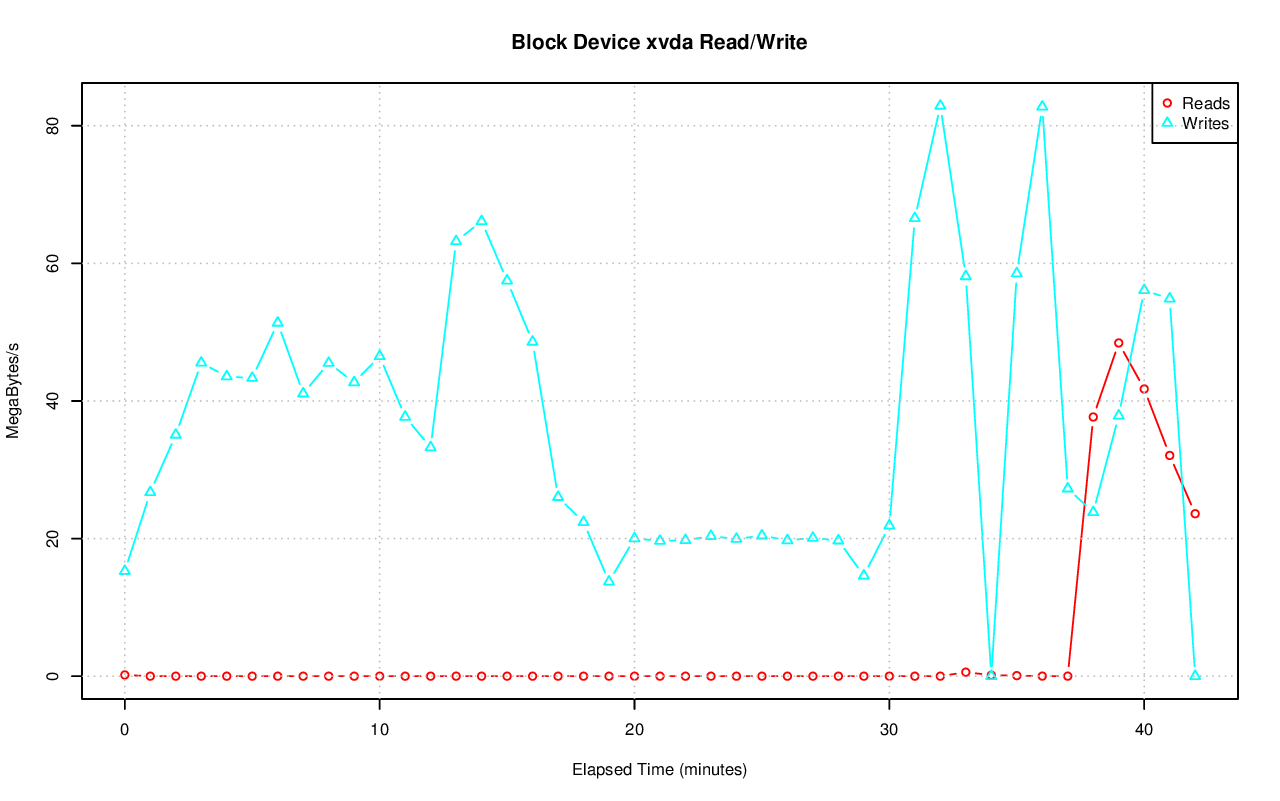 Block Device xvda Read/Write
Reads
Writes
MegaBytes/s
80
60
40
20
0
0 10 20 30 40
Elapsed Time (minutes)